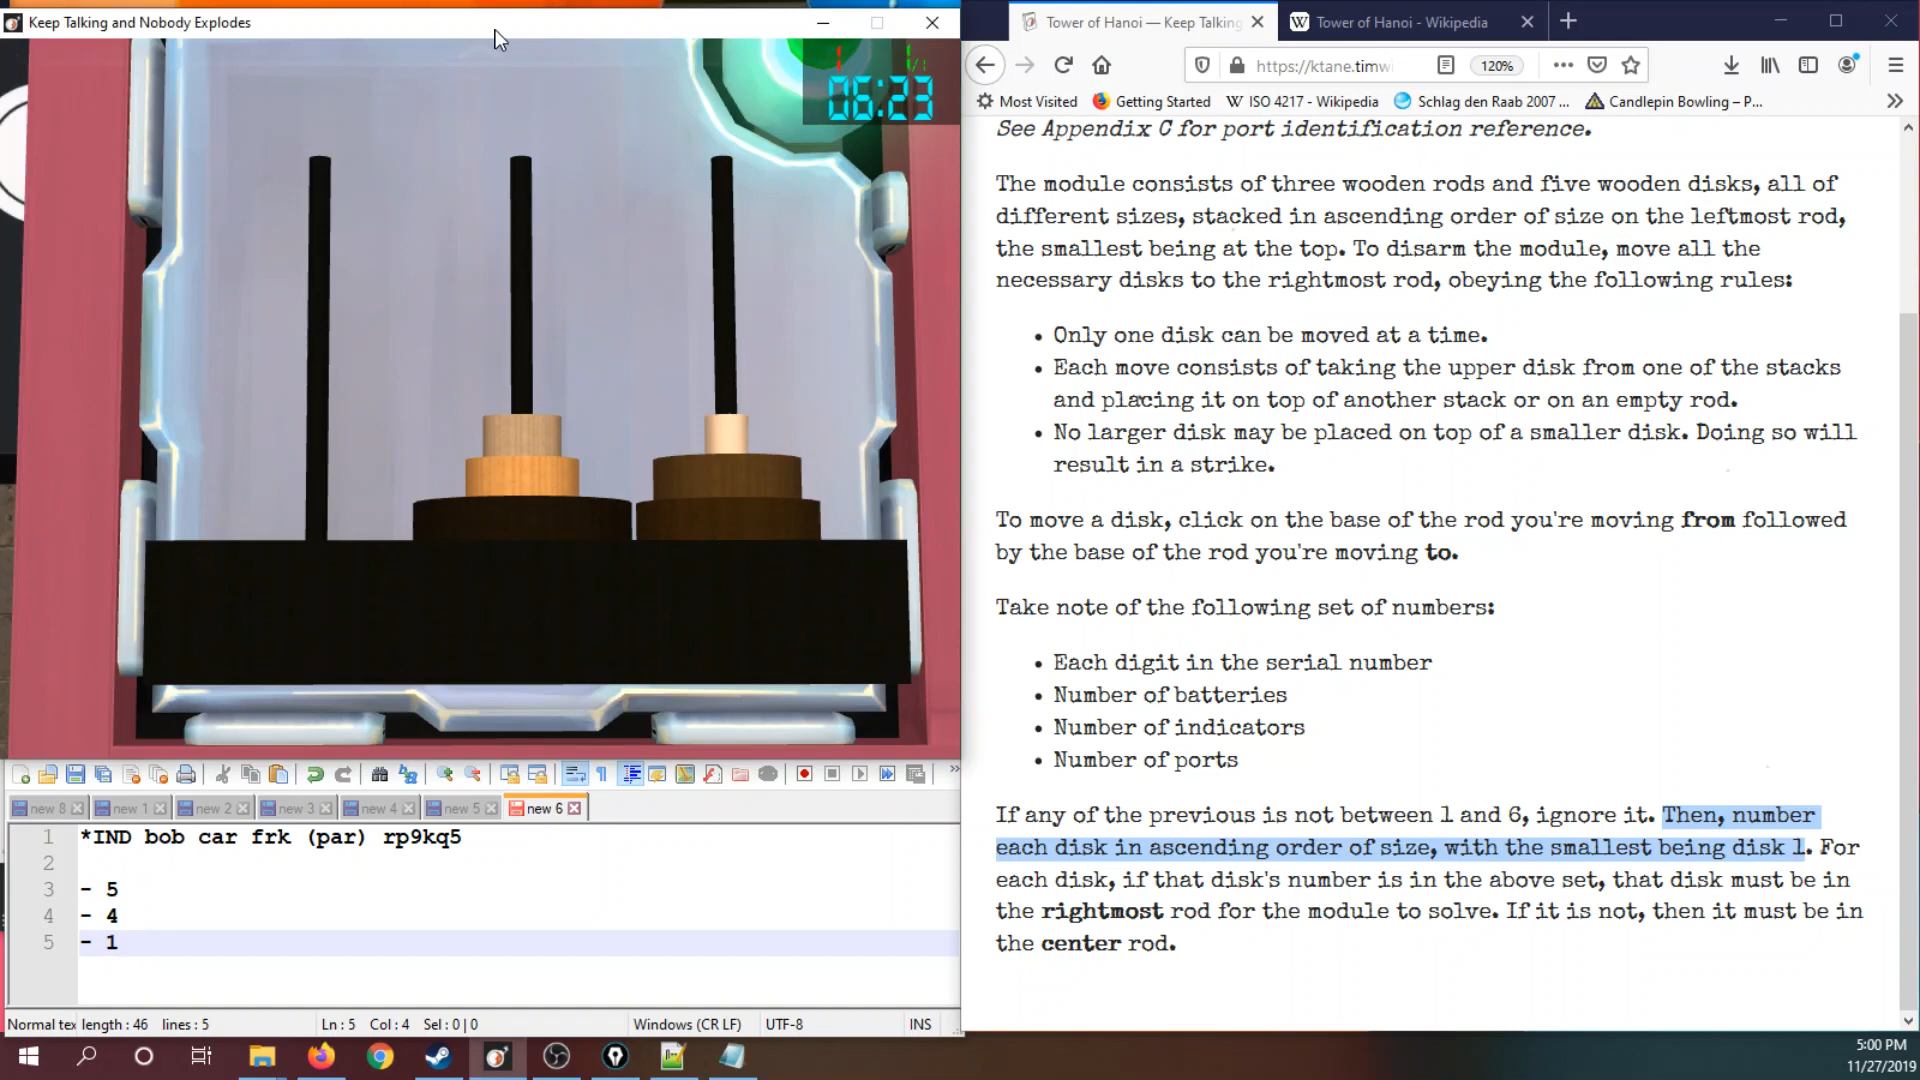 Keep Talking and Nobody Explodes
06:23
Tower of Hanoi — Keep Talking
Tower of Hanoi - Wikipedia
https://ktane.timwi
120%
Most Visited
Getting Started
ISO 4217 - Wikipedia
Schlag den Raab 2007 ...
Candlepin Bowling – P...
See Appendix C for port identification reference.
The module consists of three wooden rods and five wooden disks, all of
different sizes, stacked in ascending order of size on the leftmost rod,
the smallest being at the top. To disarm the module, move all the
necessary disks to the rightmost rod, obeying the following rules:
• Only one disk can be moved at a time.
• Each move consists of taking the upper disk from one of the stacks
and placing it on top of another stack or on an empty rod.
• No larger disk may be placed on top of a smaller disk. Doing so will
result in a strike.
To move a disk, click on the base of the rod you're moving from followed
by the base of the rod you're moving to.
Take note of the following set of numbers:
• Each digit in the serial number
• Number of batteries
• Number of indicators
• Number of ports
If any of the previous is not between 1 and 6, ignore it. Then, number
each disk in ascending order of size, with the smallest being disk 1. For
each disk, if that disk's number is in the above set, that disk must be in
the rightmost rod for the module to solve. If it is not, then it must be in
the center rod.
new 8
new 1
new 2
new 3
new 4
new 5
new 6
1 *IND bob car frk (par) rp9kq5
2
3 - 5
4 - 4
5 - 1
Normal tex length : 46 lines : 5 Ln : 5 Col : 4 Sel : 0 | 0 Windows (CR LF) UTF-8 INS
5:00 PM
11/27/2019